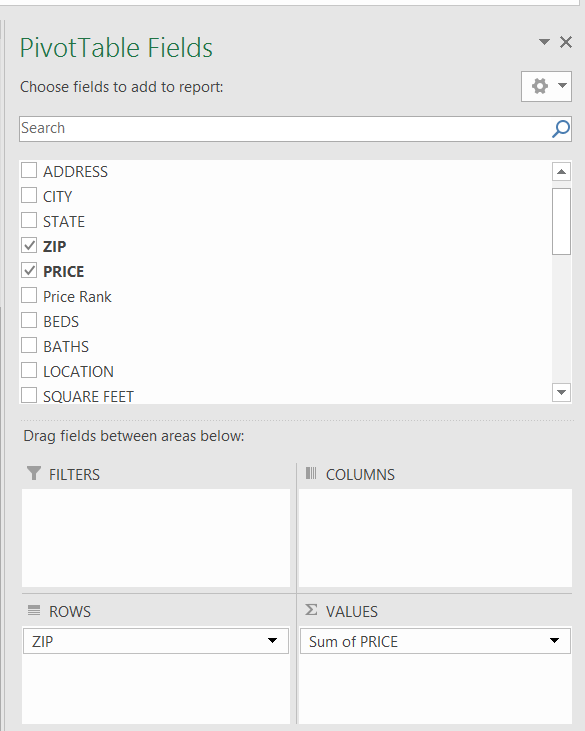 PivotTable Fields
Choose fields to add to report:
Search
ADDRESS
CITY
STATE
ZIP
PRICE
Price Rank
BEDS
BATHS
LOCATION
SQUARE FEET
Drag fields between areas below:
FILTERS
COLUMNS
ROWS
Σ VALUES
ZIP
Sum of PRICE